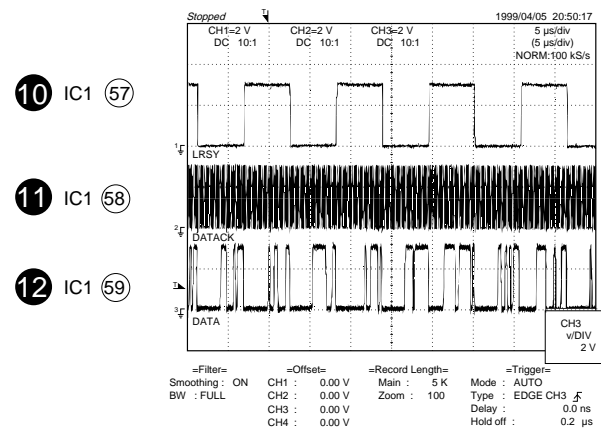 Stopped 1999/04/05 20:50:17
CH1=2 V CH2=2 V CH3=2 V 5 µs/div
DC 10:1 DC 10:1 DC 10:1 (5 µs/div)
NORM:100 kS/s
10 IC1 57
1
LRSY
11 IC1 58
2
DATACK
12 IC1 59
3
DATA
CH3
v/DIV
2 V
=Filter= =Offset= =Record Length= =Trigger=
Smoothing : ON CH1 : 0.00 V Main : 5 K Mode : AUTO
BW : FULL CH2 : 0.00 V Zoom : 100 Type : EDGE CH3
CH3 : 0.00 V Delay : 0.0 ns
CH4 : 0.00 V Hold off : 0.2 µs